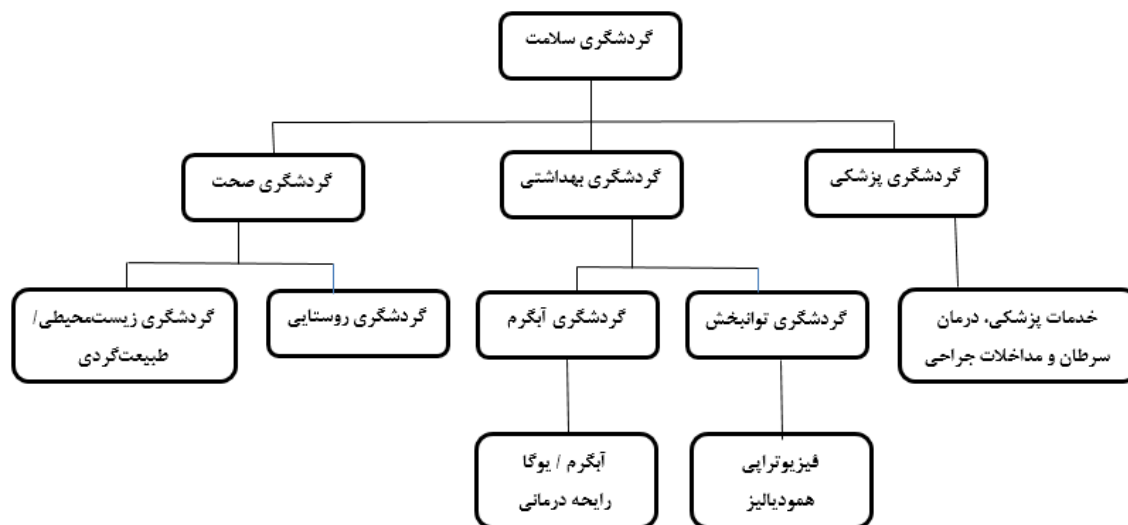 گردشگری سلامت
گردشگری پزشکی
گردشگری بهداشتی
گردشگری صحت
خدمات پزشکی، درمان
سرطان و مداخلات جراحی
گردشگری توانبخش
گردشگری آبگرم
گردشگری روستایی
گردشگری زیست‌محیطی/
طبیعت‌گردی
فیزیوتراپی
همودیالیز
آبگرم / یوگا
رایحه درمانی